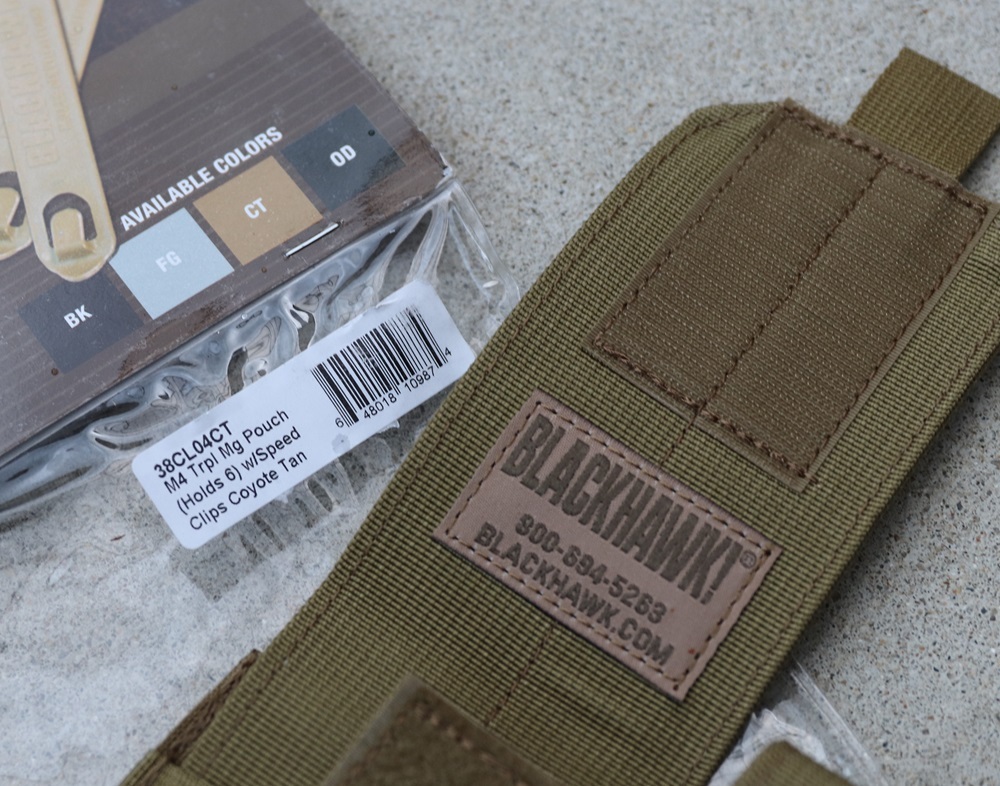 AVAILABLE COLORS
BK
FG
CT
OD
38CL04CT
M4 Trpl Mg Pouch
(Holds 6) w/Speed
Clips Coyote Tan
6 48018 10987 4
BLACKHAWK!®
800-694-5263
BLACKHAWK.COM